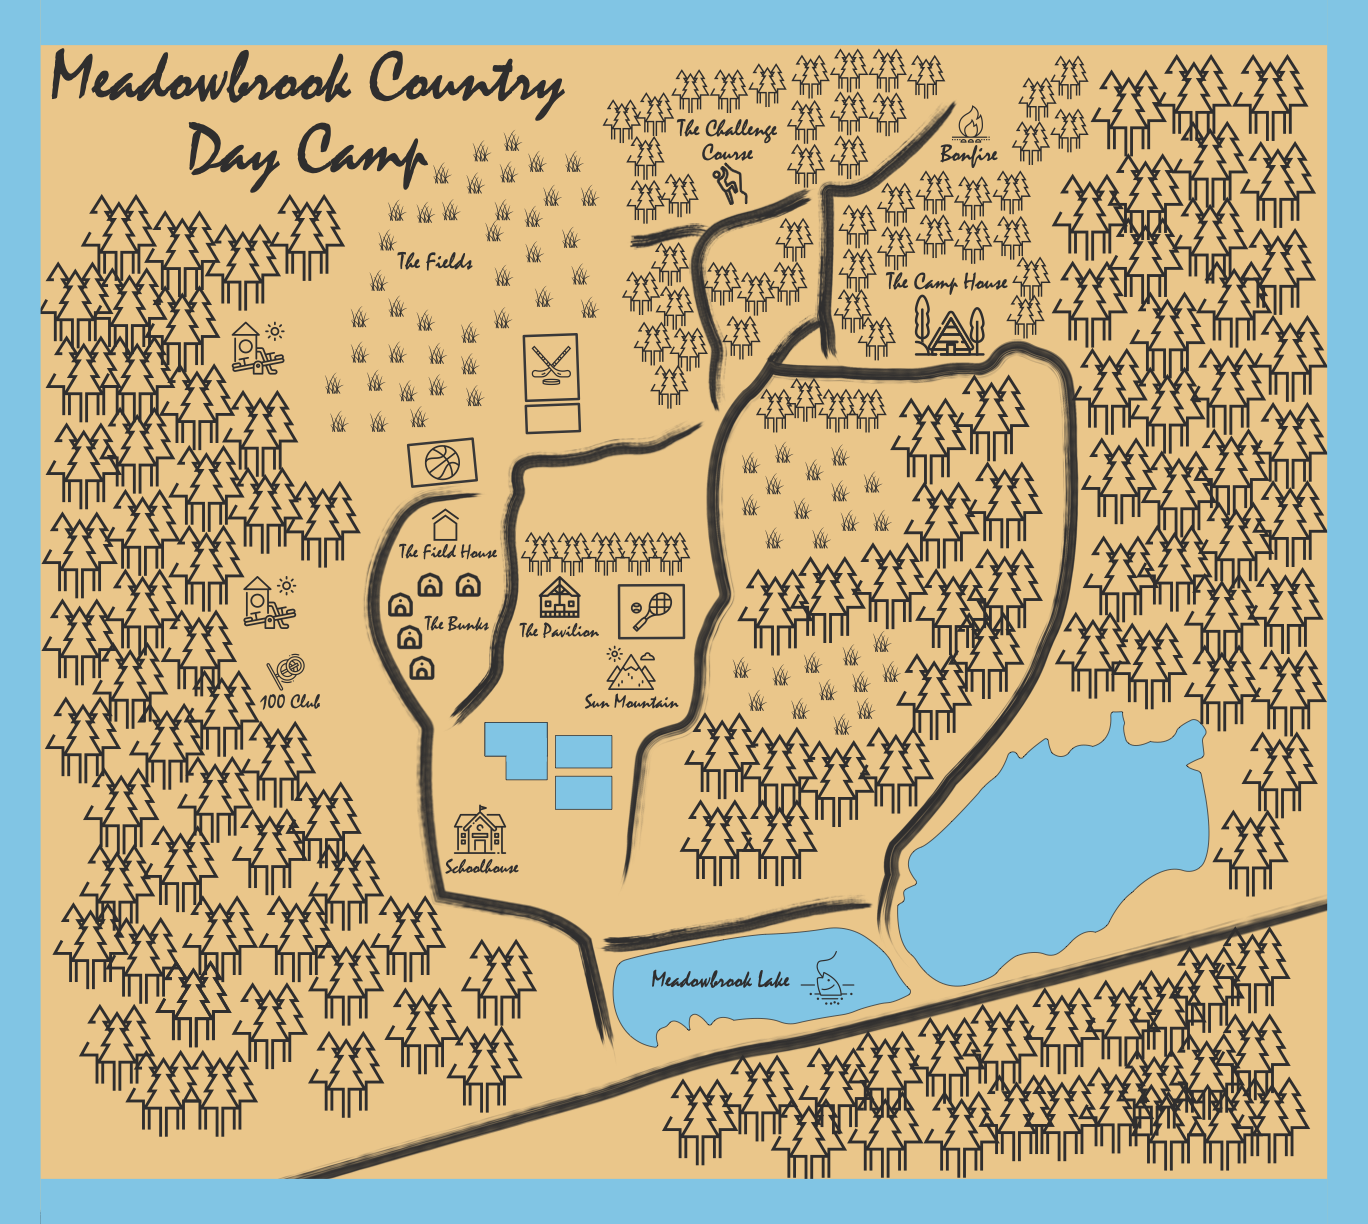 Meadowbrook Country
Day Camp
The Challenge
Course
Bonfire
The Fields
The Camp House
The Field House
The Bunks
The Pavilion
100 Club
Sun Mountain
Schoolhouse
Meadowbrook Lake